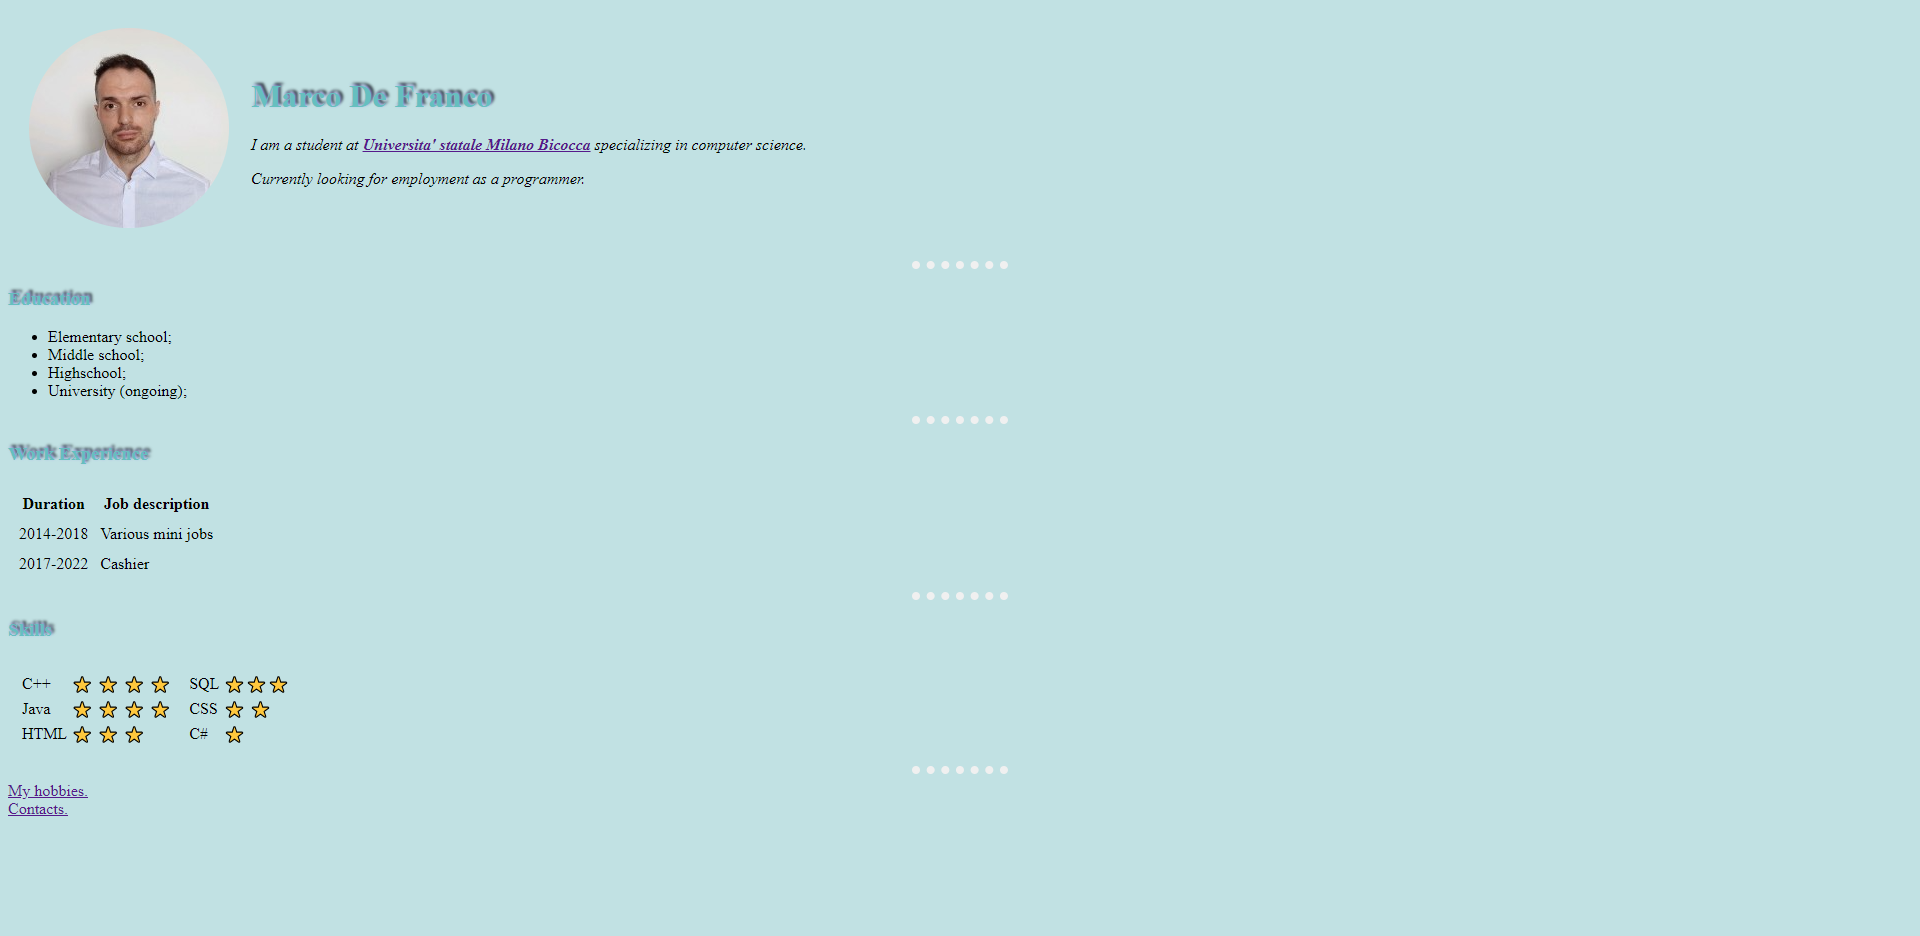 Marco De Franco
I am a student at Universita' statale Milano Bicocca specializing in computer science.
Currently looking for employment as a programmer.
Education
Elementary school;
Middle school;
Highschool;
University (ongoing);
Work Experience
Duration Job description
2014-2018 Various mini jobs
2017-2022 Cashier
Skills
C++ SQL
Java CSS
HTML C#
My hobbies.
Contacts.